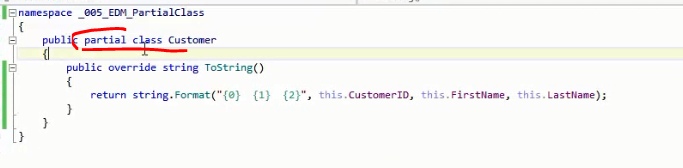 namespace _005_EDM_PartialClass
{
public partial class Customer
{
public override string ToString()
{
return string.Format("{0}  {1}  {2}", this.CustomerID, this.FirstName, this.LastName);
}
}
}